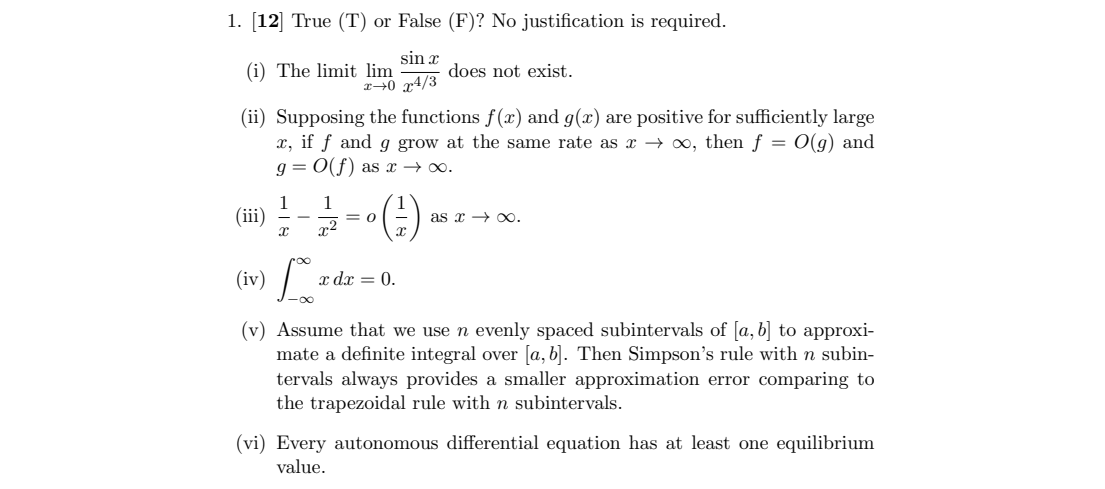 1. [12] True (T) or False (F)? No justification is required.
(i) The limit lim_{x→0} \frac{sin x}{x^{4/3}} does not exist.
(ii) Supposing the functions f(x) and g(x) are positive for sufficiently large
x, if f and g grow at the same rate as x → ∞, then f = O(g) and
g = O(f) as x → ∞.
(iii) \frac{1}{x} − \frac{1}{x^2} = o(\frac{1}{x}) as x → ∞.
(iv) ∫_{−∞}^{∞} x dx = 0.
(v) Assume that we use n evenly spaced subintervals of [a, b] to approxi-
mate a definite integral over [a, b]. Then Simpson's rule with n subin-
tervals always provides a smaller approximation error comparing to
the trapezoidal rule with n subintervals.
(vi) Every autonomous differential equation has at least one equilibrium
value.